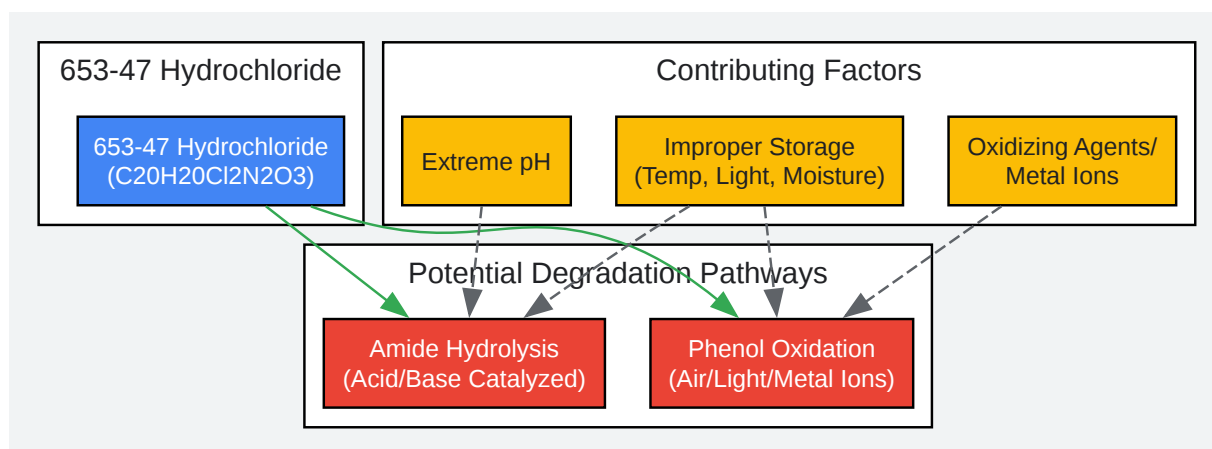 653-47 Hydrochloride
653-47 Hydrochloride
(C20H20Cl2N2O3)
Contributing Factors
Extreme pH
Improper Storage
(Temp, Light, Moisture)
Oxidizing Agents/
Metal Ions
Potential Degradation Pathways
Amide Hydrolysis
(Acid/Base Catalyzed)
Phenol Oxidation
(Air/Light/Metal Ions)